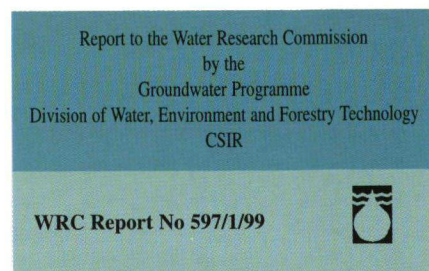 Report to the Water Research Commission
by the
Groundwater Programme
Division of Water, Environment and Forestry Technology
CSIR
WRC Report No 597/1/99